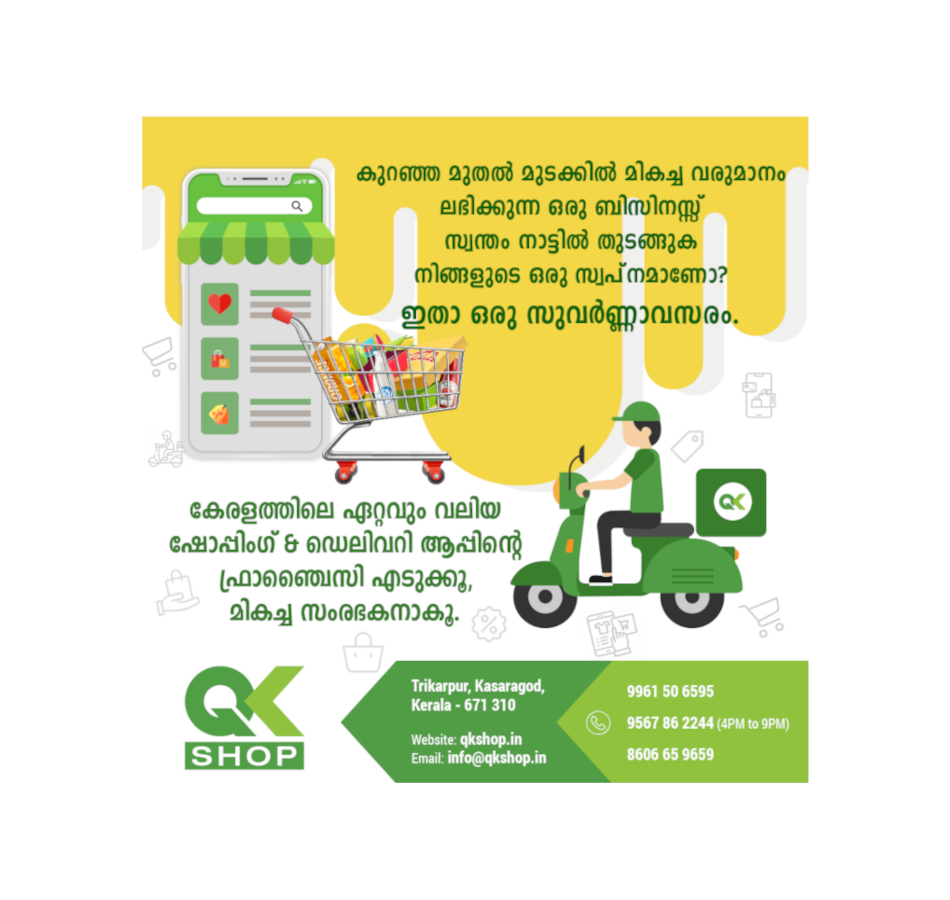 കുറഞ്ഞ മുതൽ മുടക്കിൽ മികച്ച വരുമാനം
ലഭിക്കുന്ന ഒരു ബിസിനസ്സ്
സ്വന്തം നാട്ടിൽ തുടങ്ങുക
നിങ്ങളുടെ ഒരു സ്വപ്നമാണോ?
ഇതാ ഒരു സുവർണ്ണാവസരം.
കേരളത്തിലെ ഏറ്റവും വലിയ
ഷോപ്പിംഗ് & ഡെലിവറി ആപ്പിന്റെ
ഫ്രാഞ്ചൈസി എടുക്കൂ,
മികച്ച സംരഭകനാകൂ.
QK
QK
SHOP
Trikarpur, Kasaragod,
Kerala - 671 310
Website: qkshop.in
Email: info@qkshop.in
9961 50 6595
9567 86 2244 (4PM to 9PM)
8606 65 9659